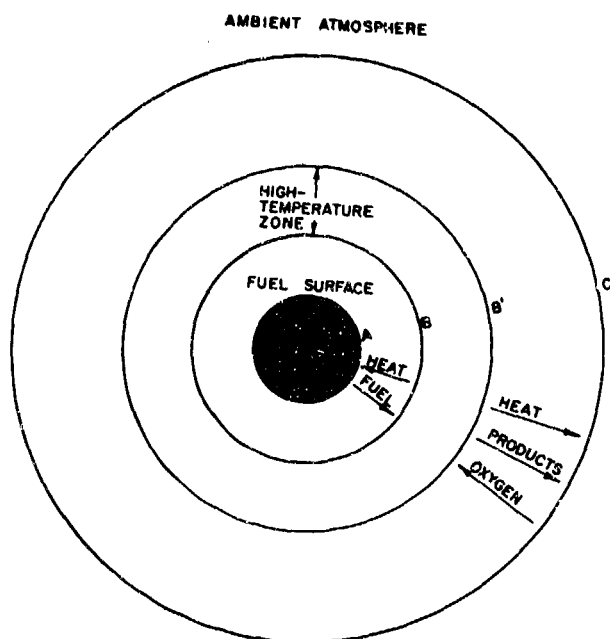 AMBIENT ATMOSPHERE
HIGH-
TEMPERATURE
ZONE
FUEL SURFACE
A
B
B'
C
HEAT
FUEL
HEAT
PRODUCTS
OXYGEN